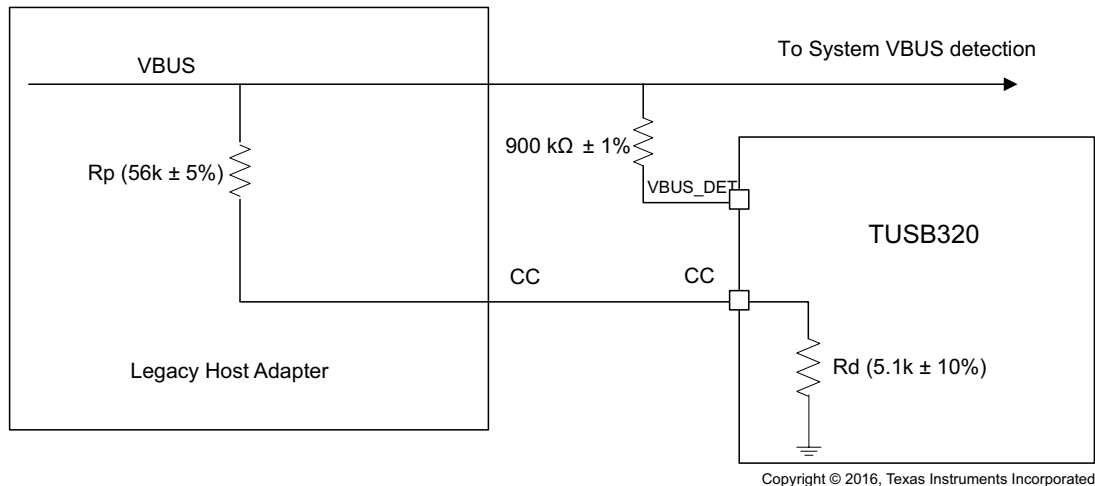 To System VBUS detection
VBUS
900 kΩ ± 1%
Rp (56k ± 5%)
VBUS_DET
TUSB320
CC
CC
Rd (5.1k ± 10%)
Legacy Host Adapter
Copyright © 2016, Texas Instruments Incorporated